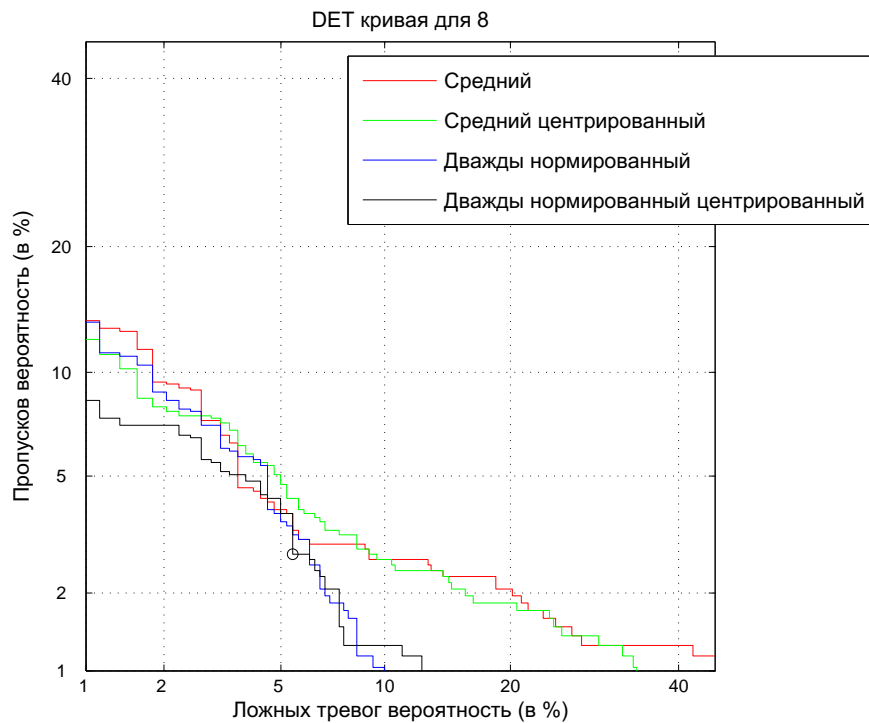 DET кривая для 8
Средний
Средний центрированный
Дважды нормированный
Дважды нормированный центрированный
Пропусков вероятность (в %)
40
20
10
5
2
1
1 2 5 10 20 40
Ложных тревог вероятность (в %)